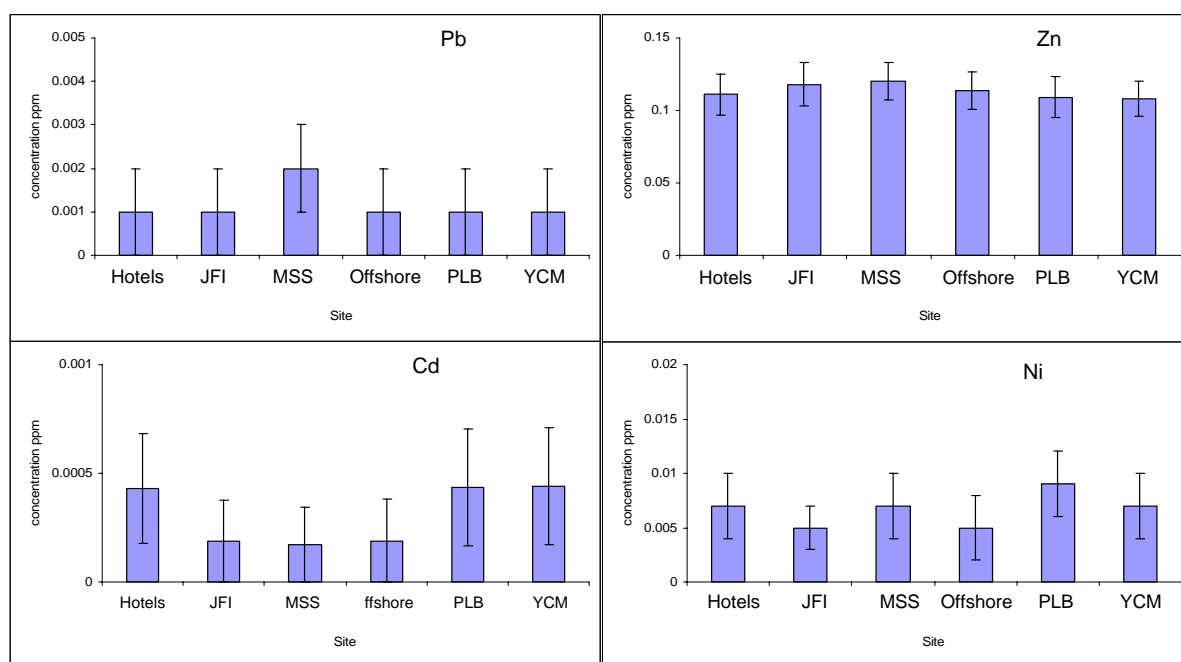 Pb
concentration ppm
0.005
0.004
0.003
0.002
0.001
0
Hotels JFI MSS Offshore PLB YCM
Site
Zn
concentration ppm
0.15
0.1
0.05
0
Hotels JFI MSS Offshore PLB YCM
Site
Cd
concentration ppm
0.001
0.0005
0
Hotels JFI MSS ffshore PLB YCM
Site
Ni
concentration ppm
0.02
0.015
0.01
0.005
0
Hotels JFI MSS Offshore PLB YCM
Site